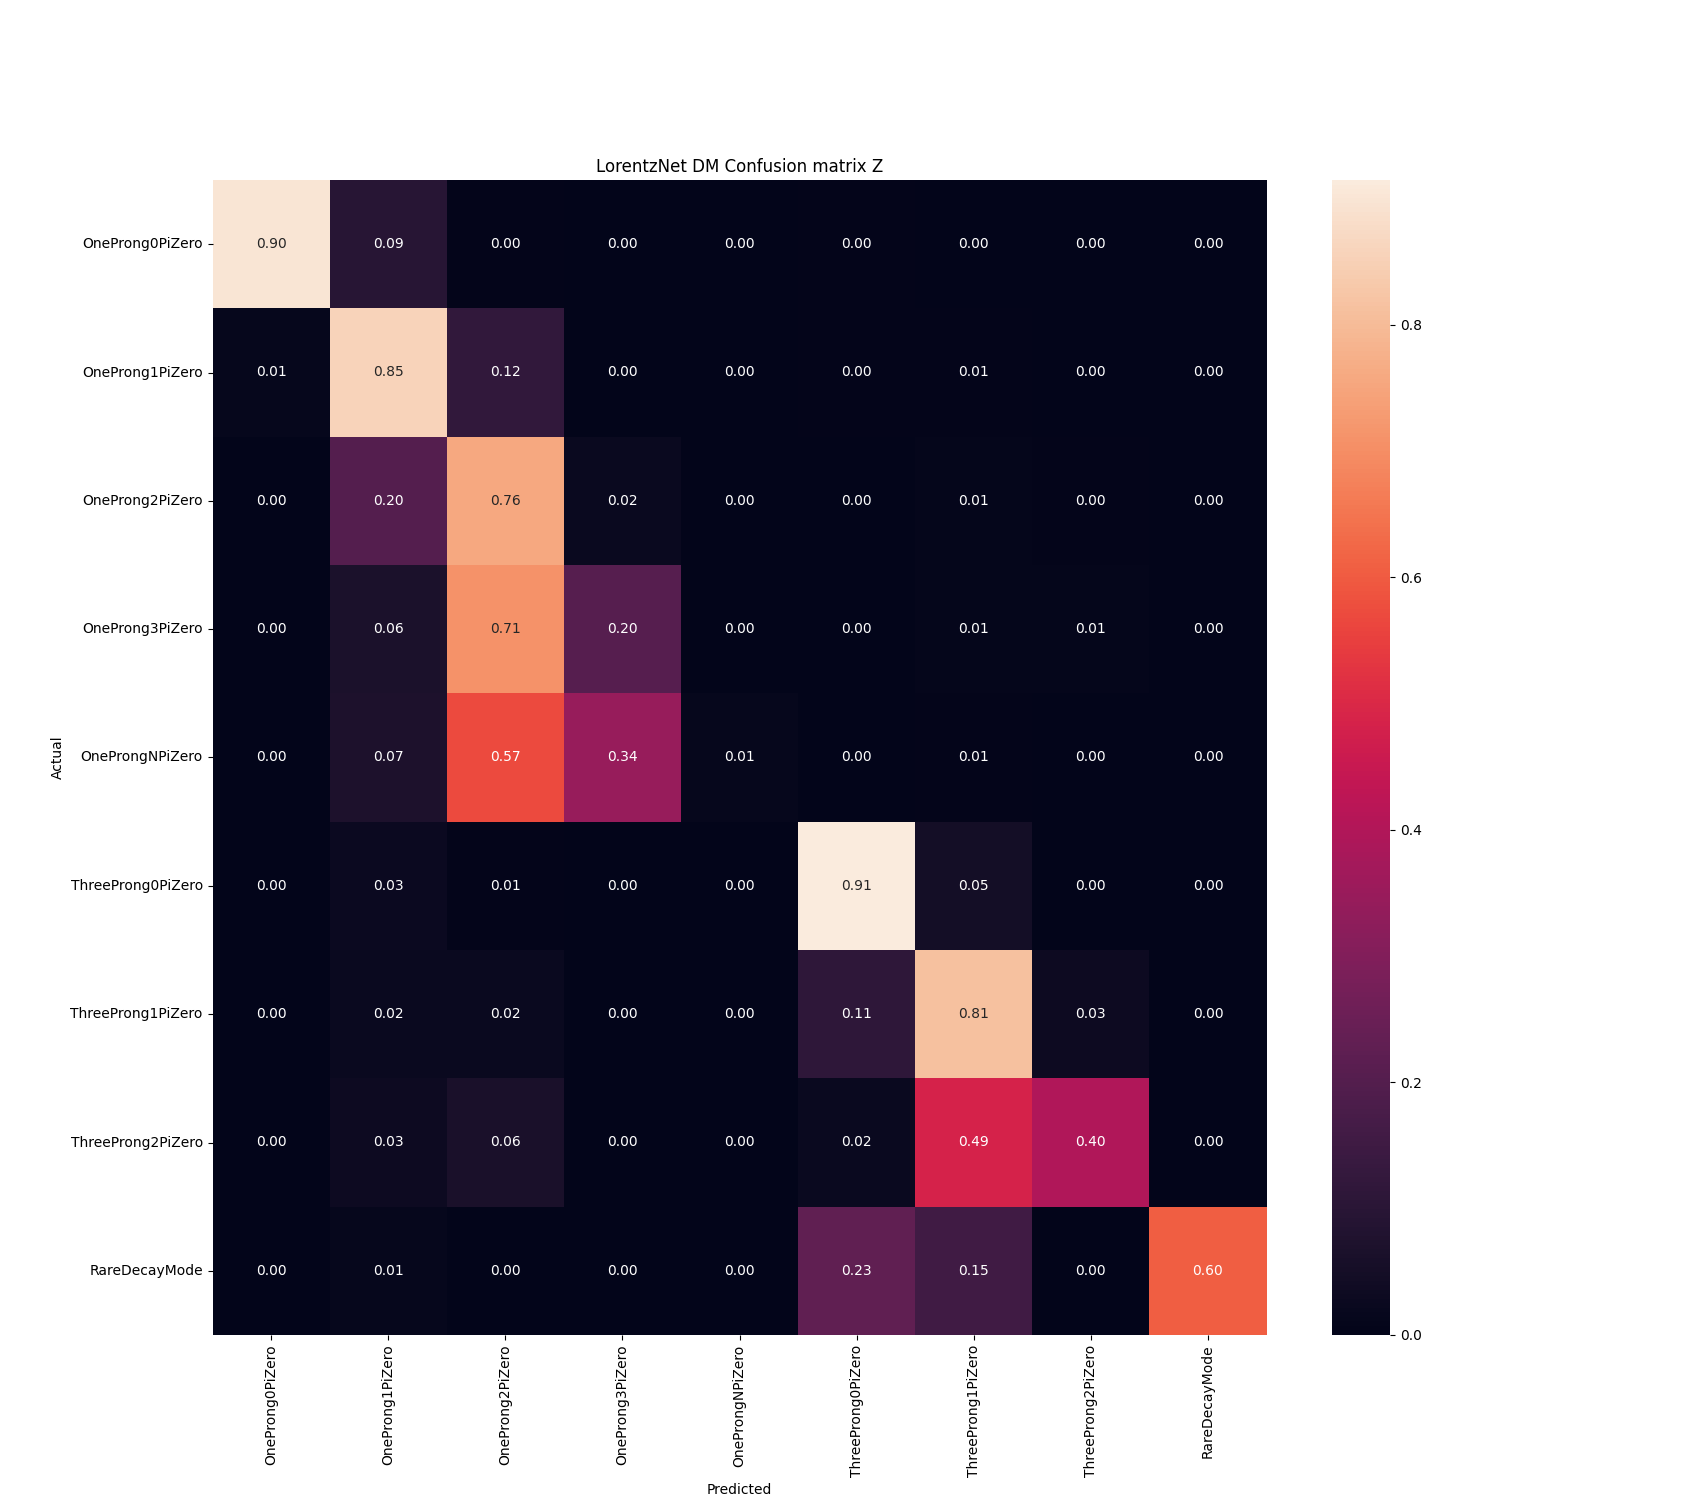 LorentzNet DM Confusion matrix Z
OneProng0PiZero 0.90 0.09 0.00 0.00 0.00 0.00 0.00 0.00 0.00
0.8
OneProng1PiZero 0.01 0.85 0.12 0.00 0.00 0.00 0.01 0.00 0.00
OneProng2PiZero 0.00 0.20 0.76 0.02 0.00 0.00 0.01 0.00 0.00
0.6
OneProng3PiZero 0.00 0.06 0.71 0.20 0.00 0.00 0.01 0.01 0.00
Actual
OneProngNPiZero 0.00 0.07 0.57 0.34 0.01 0.00 0.01 0.00 0.00
0.4
ThreeProng0PiZero 0.00 0.03 0.01 0.00 0.00 0.91 0.05 0.00 0.00
ThreeProng1PiZero 0.00 0.02 0.02 0.00 0.00 0.11 0.81 0.03 0.00
0.2
ThreeProng2PiZero 0.00 0.03 0.06 0.00 0.00 0.02 0.49 0.40 0.00
RareDecayMode 0.00 0.01 0.00 0.00 0.00 0.23 0.15 0.00 0.60
0.0
OneProng0PiZero
OneProng1PiZero
OneProng2PiZero
OneProng3PiZero
OneProngNPiZero
ThreeProng0PiZero
ThreeProng1PiZero
ThreeProng2PiZero
RareDecayMode
Predicted